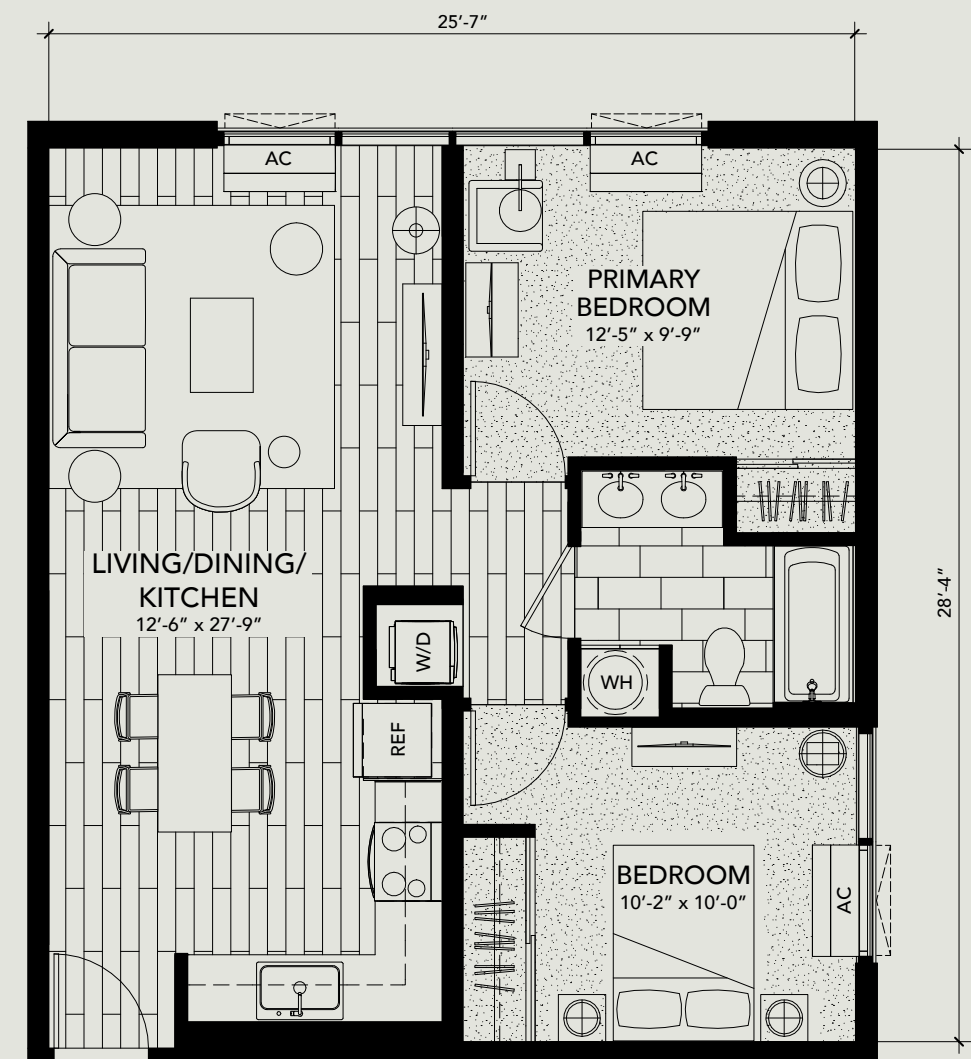 25’-7”
AC
AC
PRIMARY
BEDROOM
12’-5” x 9’-9”
LIVING/DINING/
KITCHEN
12’-6” x 27’-9”
28’-4”
W/D
WH
REF
BEDROOM
10’-2” x 10’-0”
AC